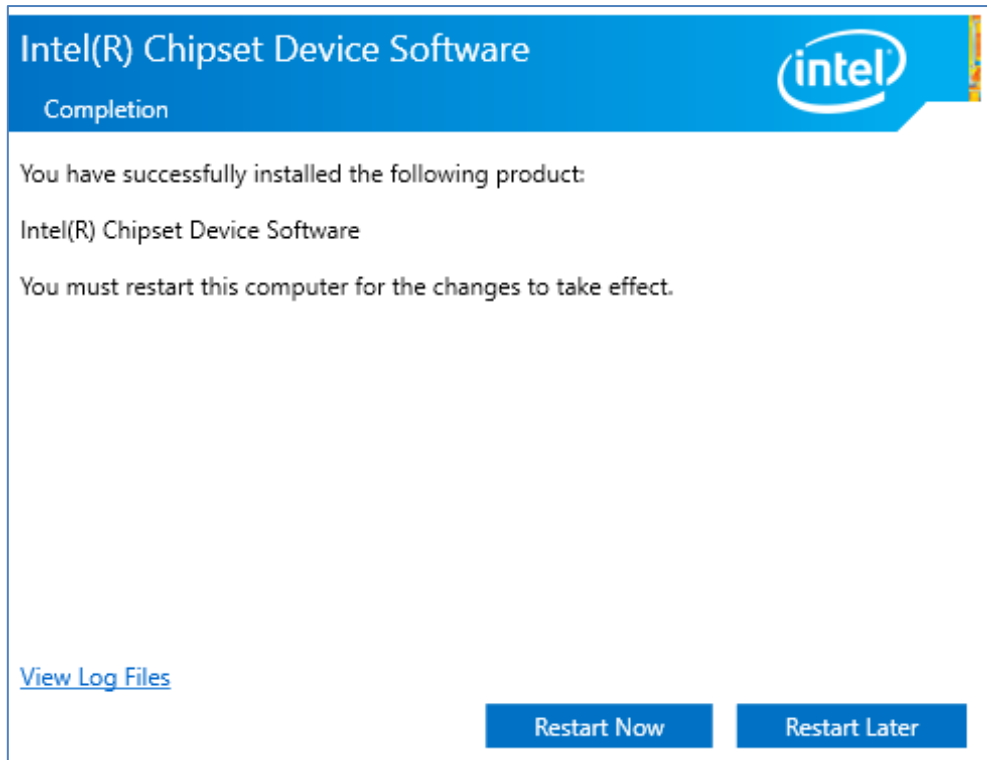 Intel(R) Chipset Device Software
intel
Completion
You have successfully installed the following product:
Intel(R) Chipset Device Software
You must restart this computer for the changes to take effect.
View Log Files
Restart Now
Restart Later